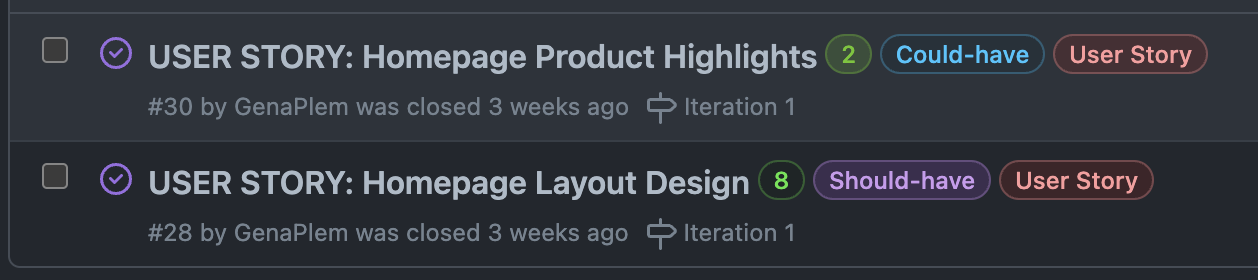 USER STORY: Homepage Product Highlights 2 Could-have User Story
#30 by GenaPlem was closed 3 weeks ago Iteration 1
USER STORY: Homepage Layout Design 8 Should-have User Story
#28 by GenaPlem was closed 3 weeks ago Iteration 1